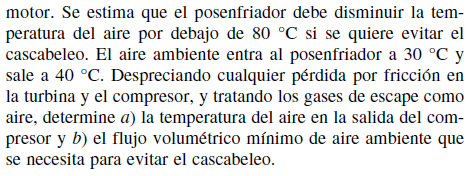 motor. Se estima que el posenfriador debe disminuir la tem-
peratura del aire por debajo de 80 °C si se quiere evitar el
cascabeleo. El aire ambiente entra al posenfriador a 30 °C y
sale a 40 °C. Despreciando cualquier pérdida por fricción en
la turbina y el compresor, y tratando los gases de escape como
aire, determine a) la temperatura del aire en la salida del com-
presor y b) el flujo volumétrico mínimo de aire ambiente que
se necesita para evitar el cascabeleo.